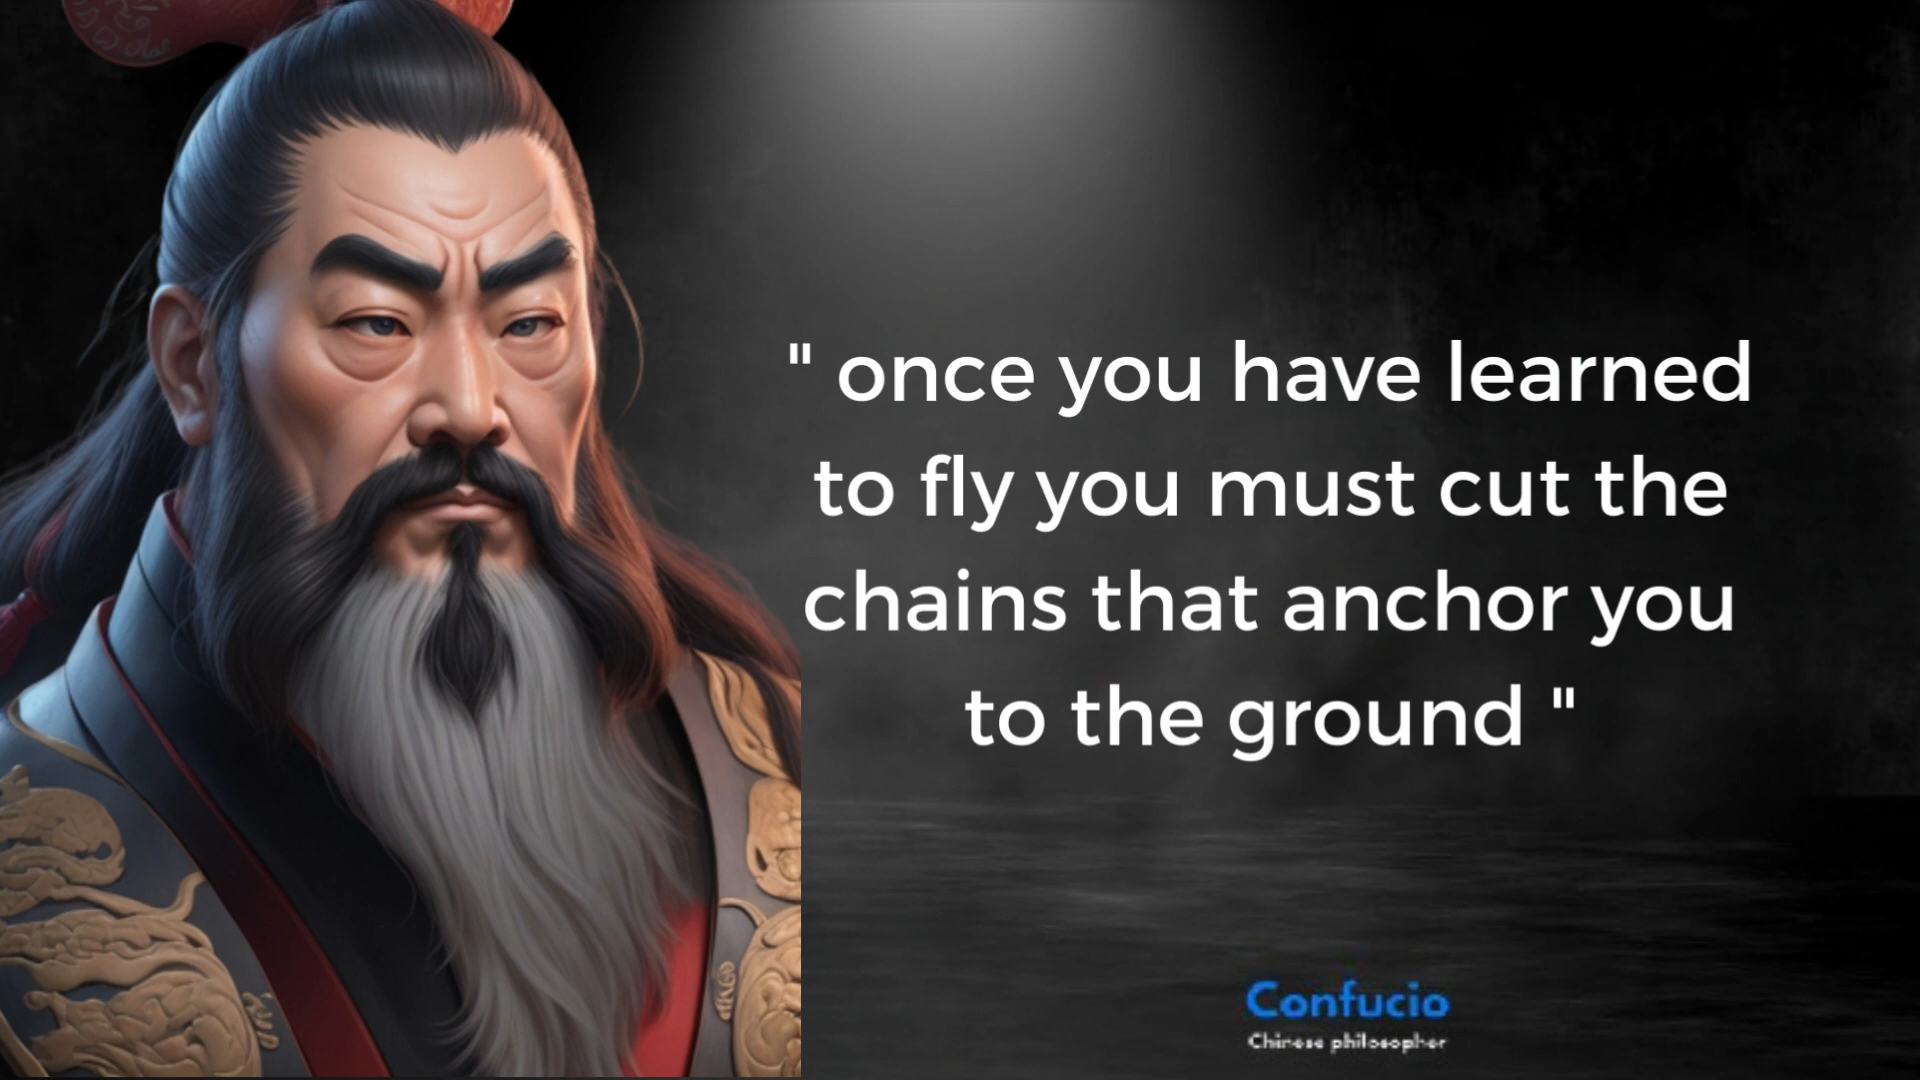 " once you have learned
to fly you must cut the
chains that anchor you
to the ground "
Confucio
Chinese philosopher